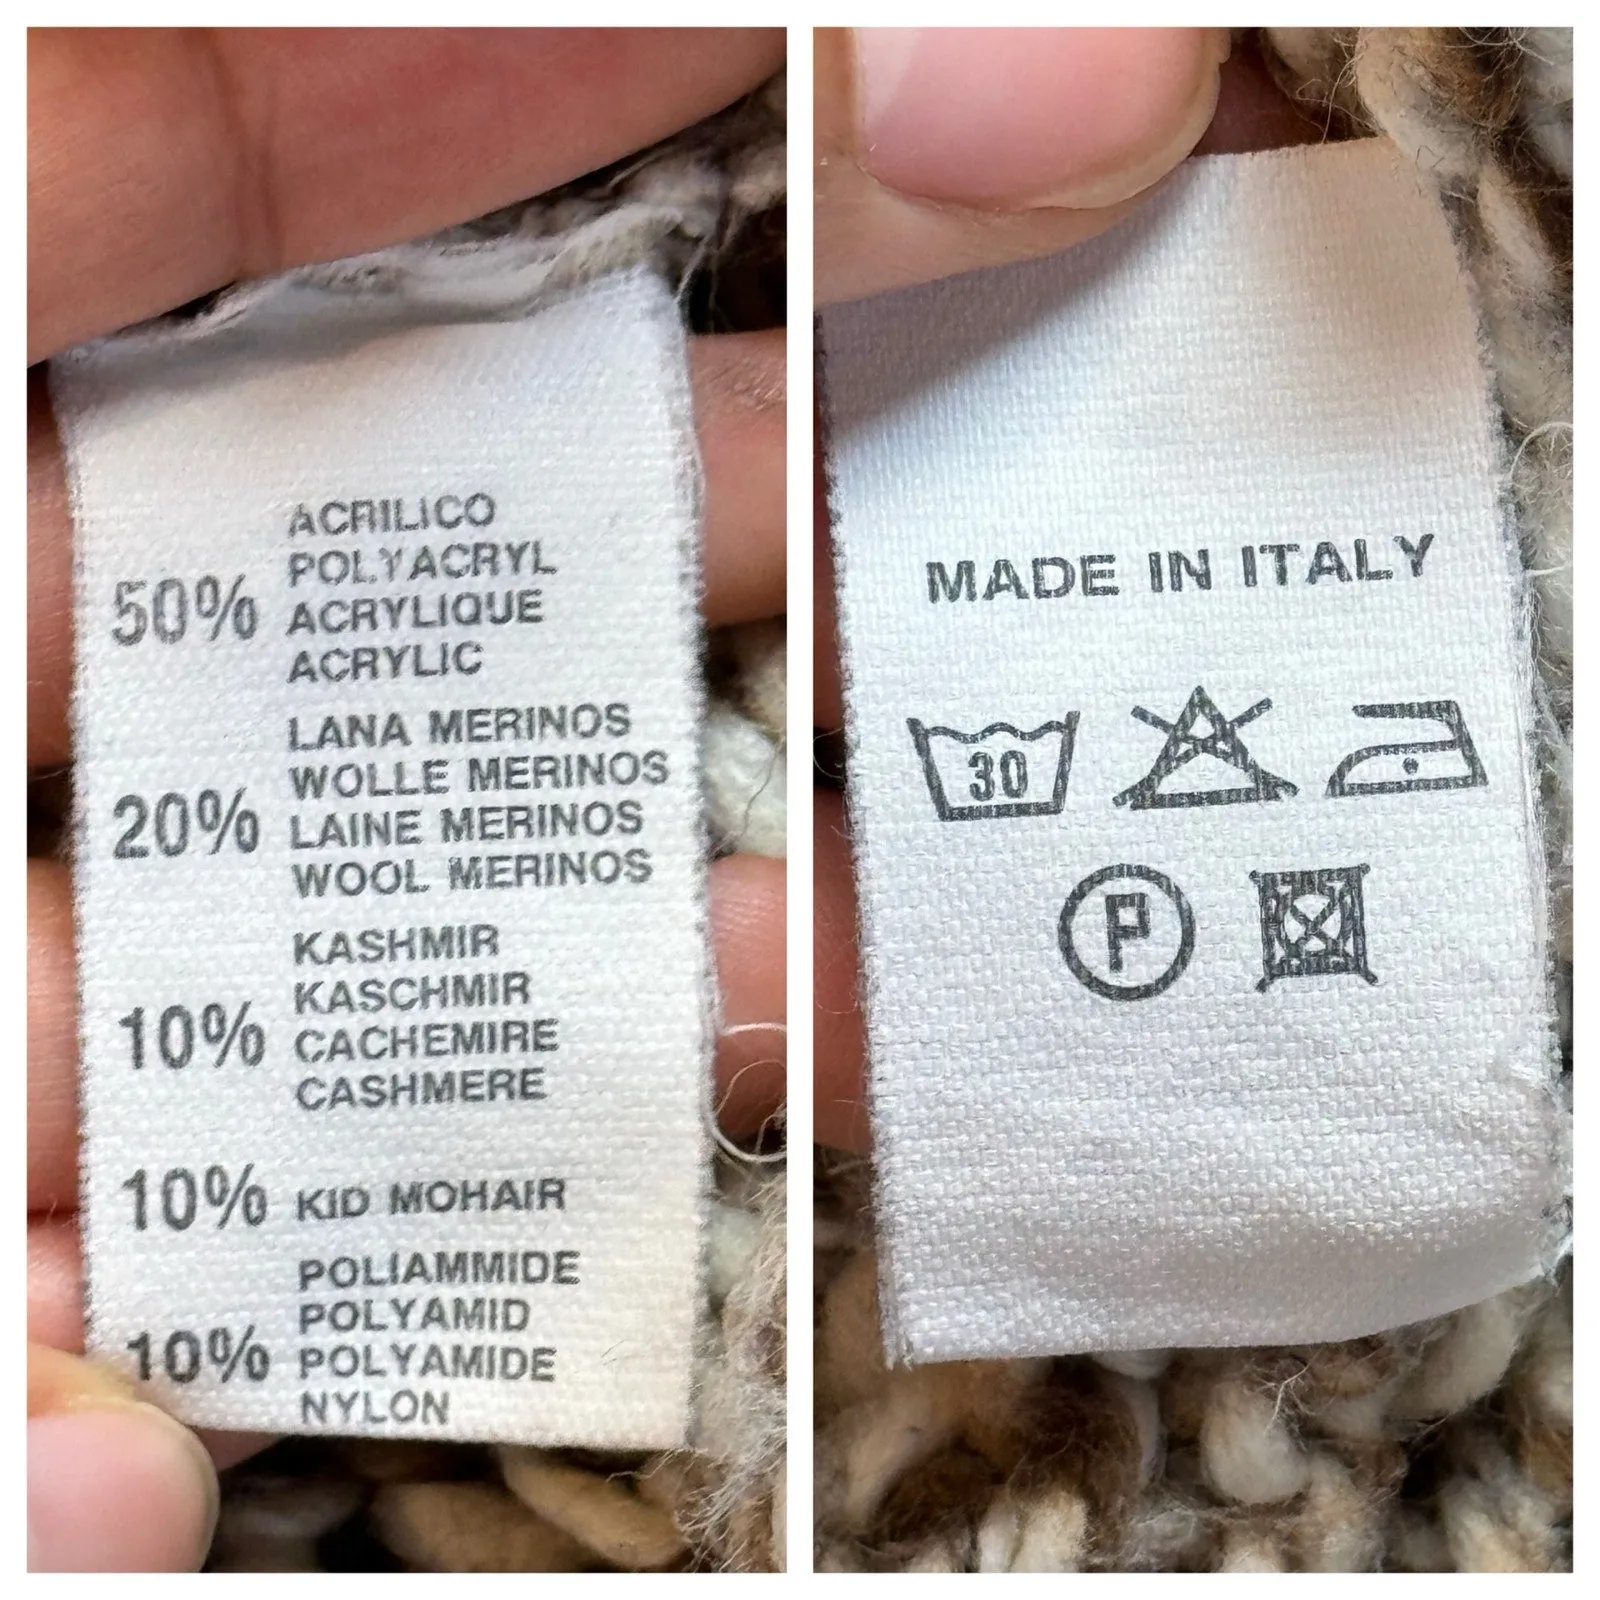 50%
ACRILICO
POLYACRYL
ACRYLIQUE
ACRYLIC
20%
LANA MERINOS
WOLLE MERINOS
LAINE MERINOS
WOOL MERINOS
10%
KASHMIR
KASCHMIR
CACHEMIRE
CASHMERE
10% KID MOHAIR
10%
POLIAMMIDE
POLYAMID
POLYAMIDE
NYLON
MADE IN ITALY
30
P